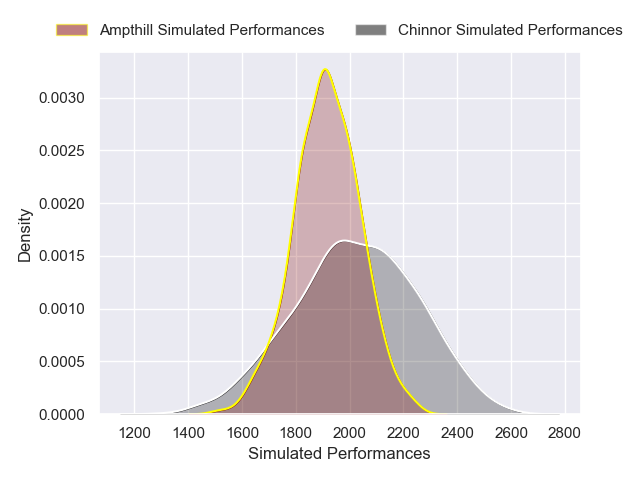 Ampthill Simulated Performances
Chinnor Simulated Performances
0.0030
0.0025
0.0020
0.0015
0.0010
0.0005
0.0000
Density
1200 1400 1600 1800 2000 2200 2400 2600 2800
Simulated Performances